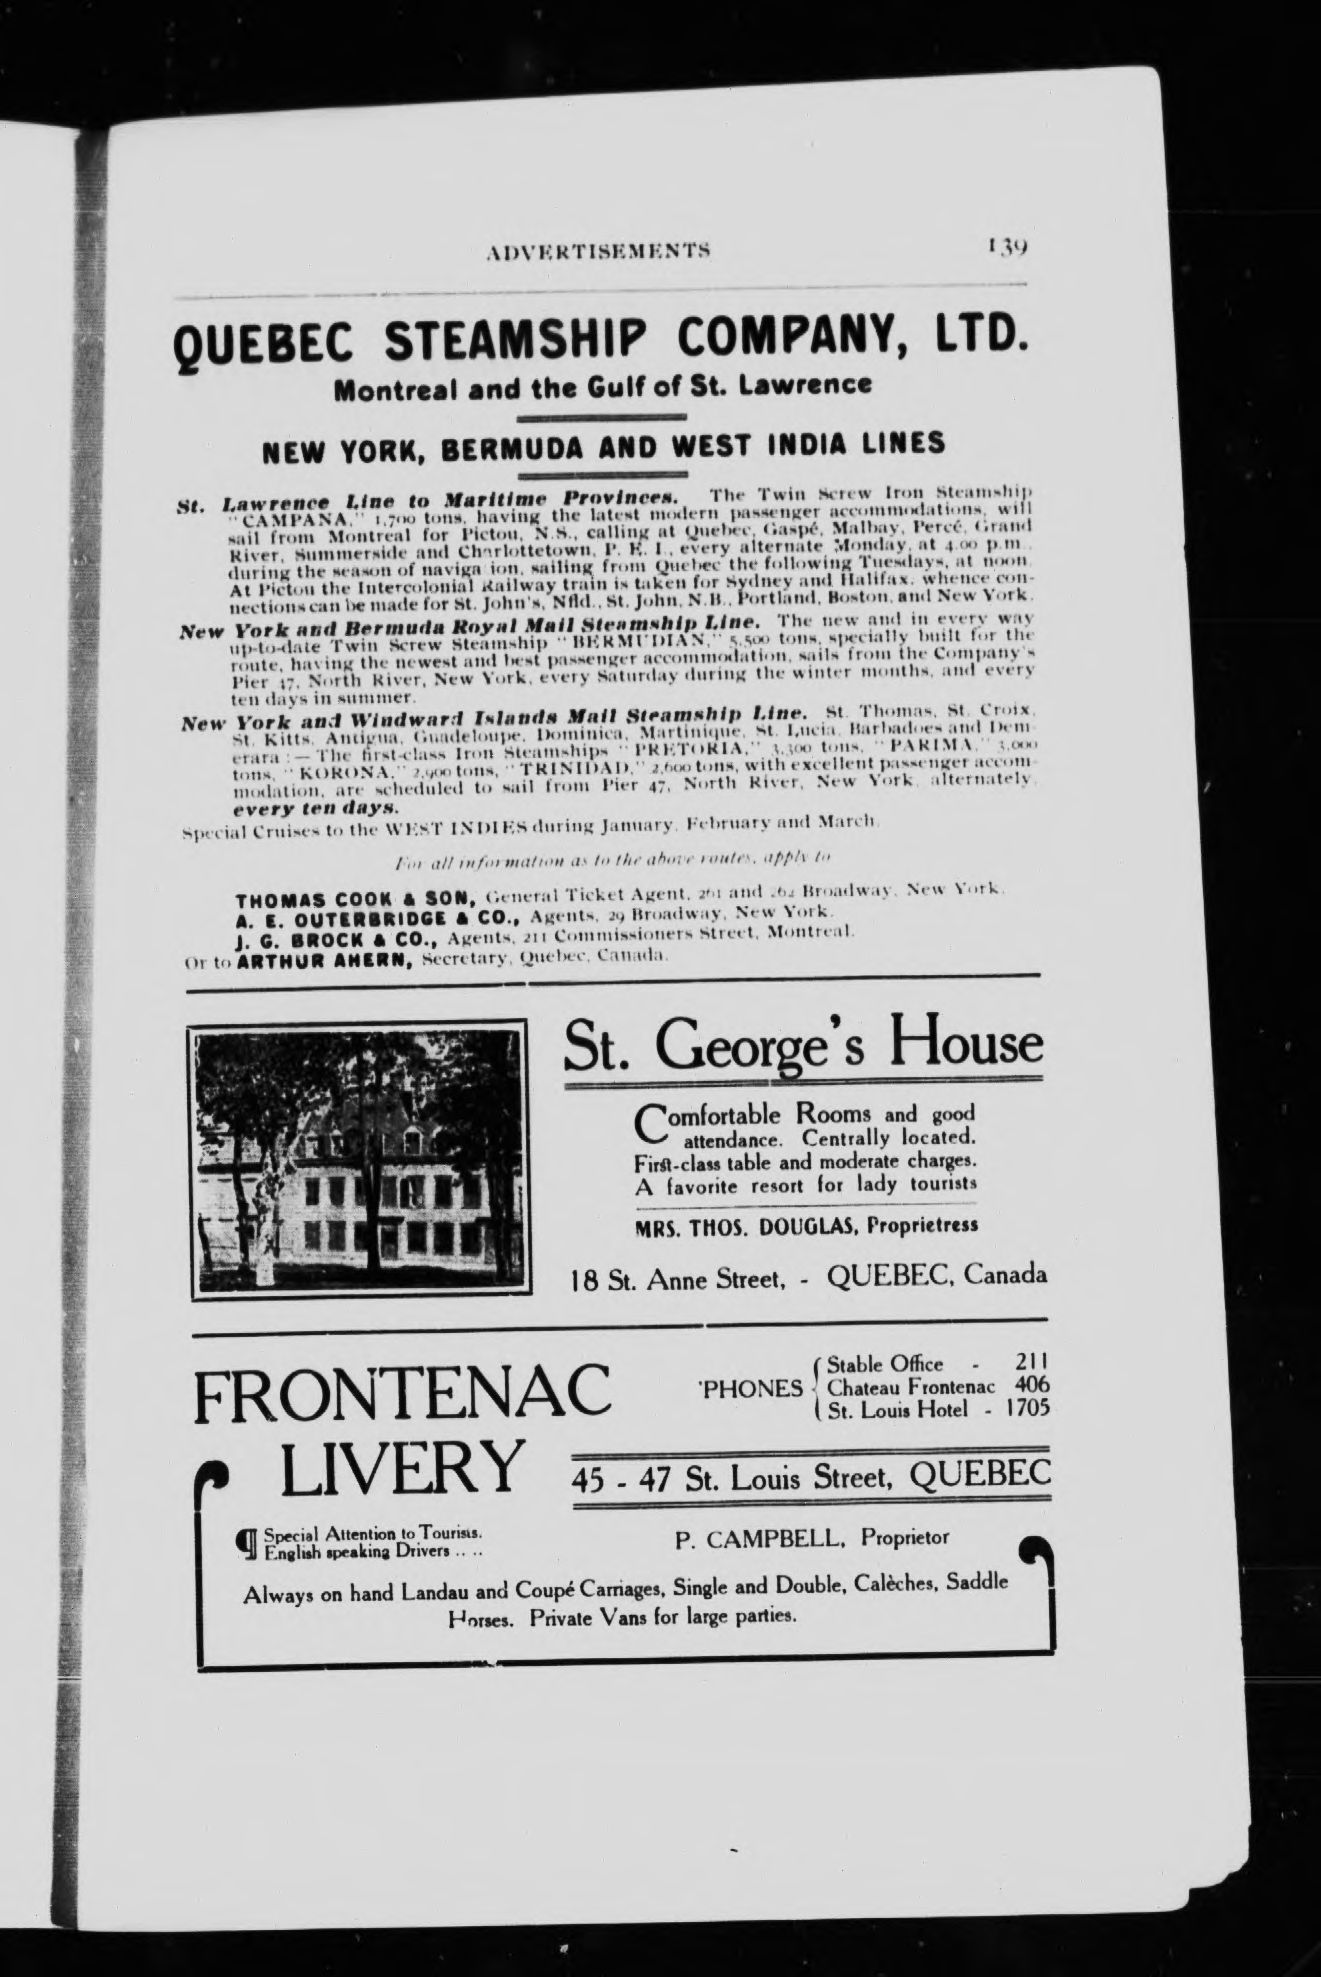 ADVERTISEMENTS 139
QUEBEC STEAMSHIP COMPANY, LTD.
Montreal and the Gulf of St. Lawrence
NEW YORK, BERMUDA AND WEST INDIA LINES
St. Lawrence Line to Maritime Provinces. The Twin Screw Iron Steamship
"CAMPANA," 1,700 tons, having the latest modern passenger accommodations, will
sail from Montreal for Pictou, N.S., calling at Quebec, Gaspé, Malbay, Percé, Grand
River, Summerside and Charlottetown, P. E. I., every alternate Monday, at 4.00 p.m.,
during the season of naviga ion, sailing from Quebec the following Tuesdays, at noon.
At Pictou the Intercolonial Railway train is taken for Sydney and Halifax, whence con-
nections can be made for St. John's, Nfld., St. John, N.B., Portland, Boston, and New York.
New York and Bermuda Royal Mail Steamship Line. The new and in every way
up-to-date Twin Screw Steamship "BERMUDIAN," 5,500 tons, specially built for the
route, having the newest and best passenger accommodation, sails from the Company's
Pier 47, North River, New York, every Saturday during the winter months, and every
ten days in summer.
New York and Windward Islands Mail Steamship Line. St. Thomas, St. Croix,
St. Kitts, Antigua, Guadeloupe, Dominica, Martinique, St. Lucia, Barbadoes and Dem-
erara :— The first-class Iron Steamships "PRETORIA," 3,300 tons, "PARIMA," 3,000
tons, "KORONA," 2,900 tons, "TRINIDAD," 2,600 tons, with excellent passenger accom-
modation, are scheduled to sail from Pier 47, North River, New York, alternately,
every ten days.
Special Cruises to the WEST INDIES during January, February and March.
For all information as to the above routes, apply to
THOMAS COOK & SON, General Ticket Agent, 261 and 262 Broadway, New York.
A. E. OUTERBRIDGE & CO., Agents, 29 Broadway, New York.
J. G. BROCK & CO., Agents, 211 Commissioners Street, Montreal.
Or to ARTHUR AHERN, Secretary, Quebec, Canada.
St. George's House
Comfortable Rooms and good
attendance. Centrally located.
First-class table and moderate charges.
A favorite resort for lady tourists
MRS. THOS. DOUGLAS, Proprietress
18 St. Anne Street, - QUEBEC, Canada
FRONTENAC
LIVERY
'PHONES { Stable Office - 211
Chateau Frontenac 406
St. Louis Hotel - 1705
45 - 47 St. Louis Street, QUEBEC
¶ Special Attention to Tourists.
English speaking Drivers .. ..
P. CAMPBELL, Proprietor
Always on hand Landau and Coupé Carriages, Single and Double, Calèches, Saddle
Horses. Private Vans for large parties.